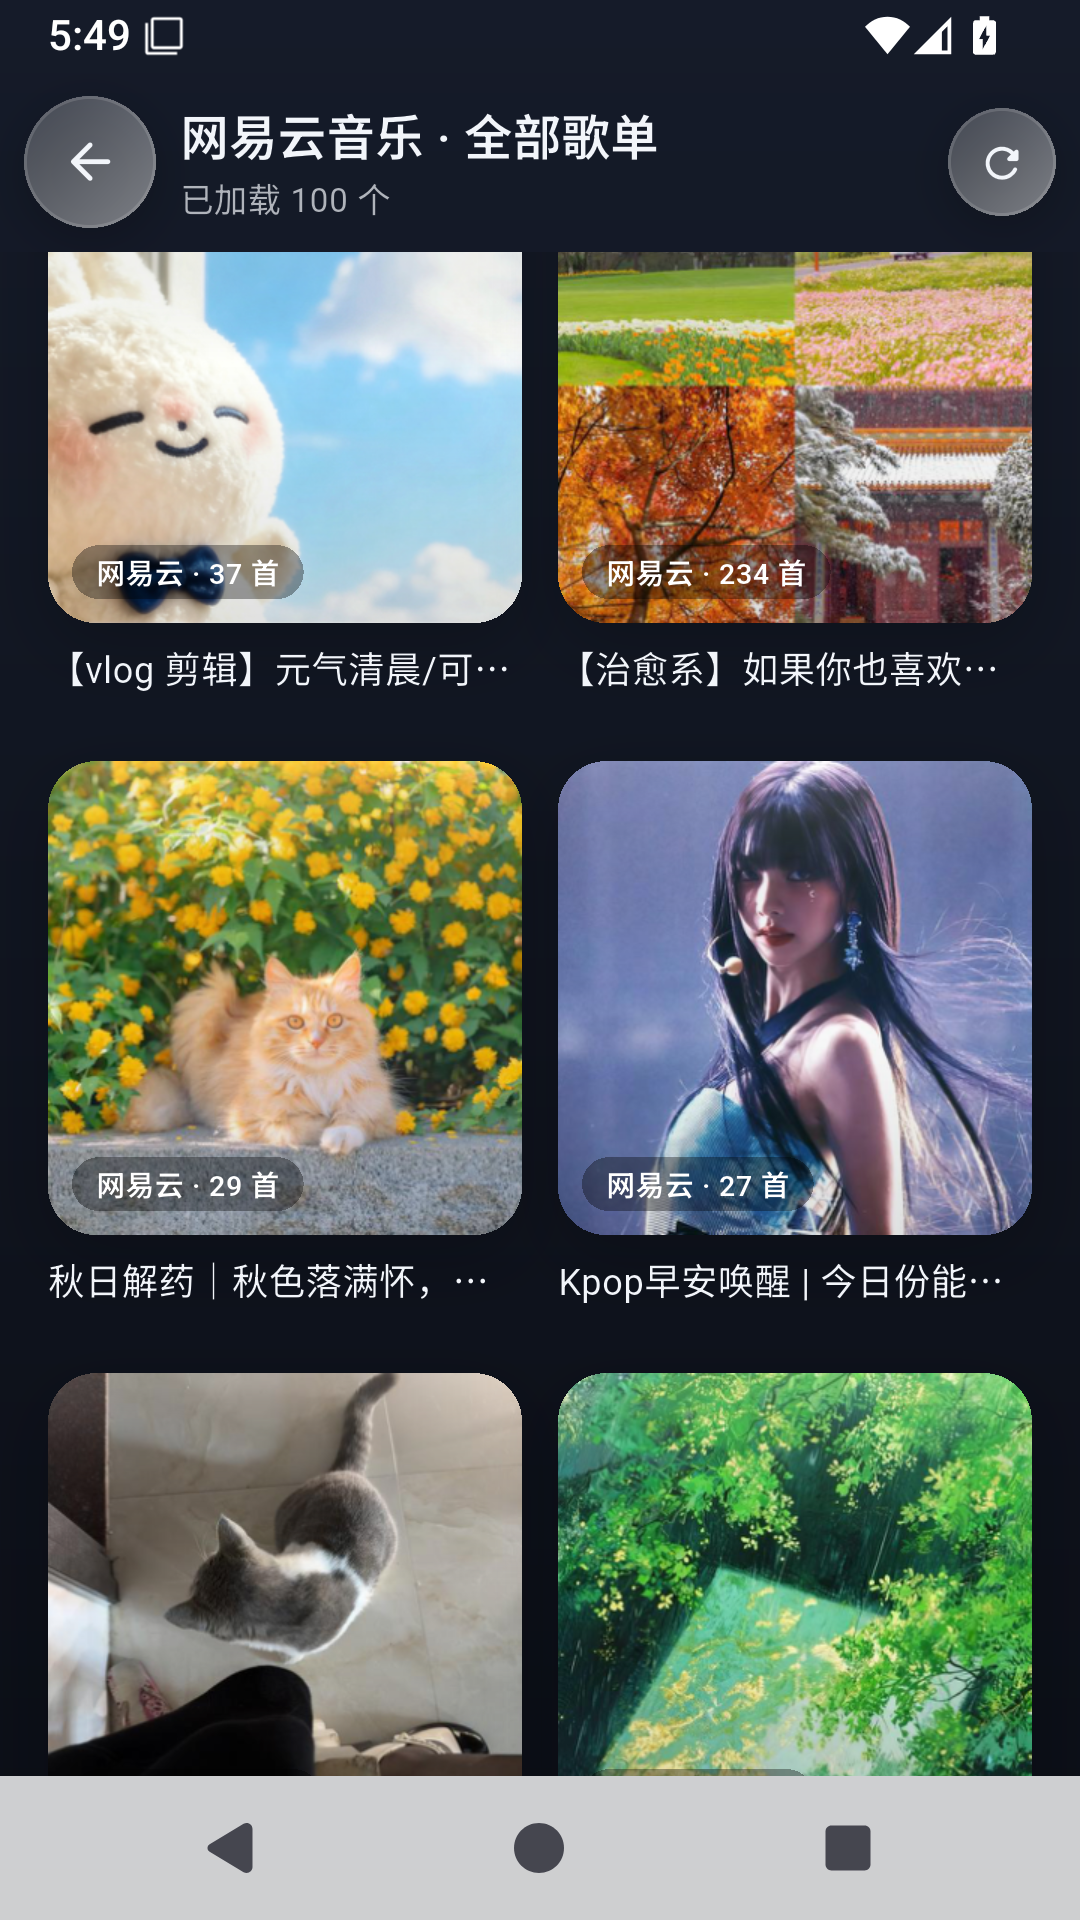 5:49
网易云音乐 · 全部歌单
已加载 100 个
网易云 · 37 首
网易云 · 234 首
【vlog 剪辑】元气清晨/可…
【治愈系】如果你也喜欢…
网易云 · 29 首
网易云 · 27 首
秋日解药｜秋色落满怀，…
Kpop早安唤醒 | 今日份能…